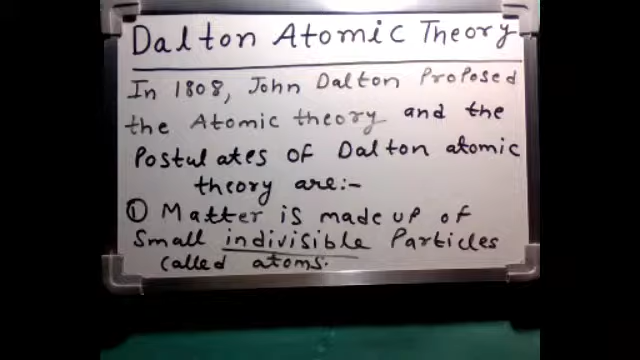 Dalton Atomic Theory
In 1808, John Dalton Proposed
the Atomic theory and the
Postulates of Dalton atomic
theory are:-
① Matter is made up of
Small indivisible Particles
called atoms.